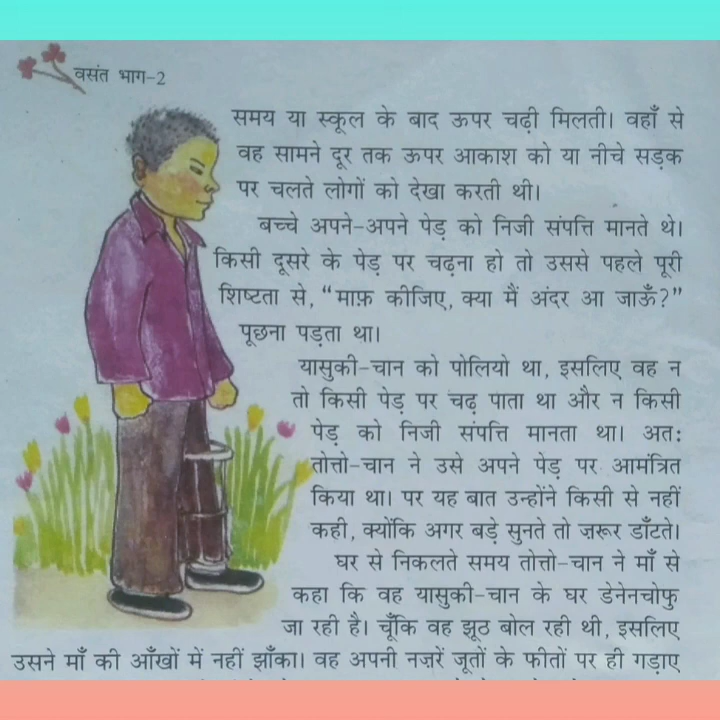 वसंत भाग-2
समय या स्कूल के बाद ऊपर चढ़ी मिलती। वहाँ से
वह सामने दूर तक ऊपर आकाश को या नीचे सड़क
पर चलते लोगों को देखा करती थी।
बच्चे अपने-अपने पेड़ को निजी संपत्ति मानते थे।
किसी दूसरे के पेड़ पर चढ़ना हो तो उससे पहले पूरी
शिष्टता से, “माफ़ कीजिए, क्या मैं अंदर आ जाऊँ?”
पूछना पड़ता था।
यासुकी-चान को पोलियो था, इसलिए वह न
तो किसी पेड़ पर चढ़ पाता था और न किसी
पेड़ को निजी संपत्ति मानता था। अतः
तोत्तो-चान ने उसे अपने पेड़ पर आमंत्रित
किया था। पर यह बात उन्होंने किसी से नहीं
कही, क्योंकि अगर बड़े सुनते तो ज़रूर डाँटते।
घर से निकलते समय तोत्तो-चान ने माँ से
कहा कि वह यासुकी-चान के घर डेनेनचोफु
जा रही है। चूँकि वह झूठ बोल रही थी, इसलिए
उसने माँ की आँखों में नहीं झाँका। वह अपनी नज़रें जूतों के फीतों पर ही गड़ाए